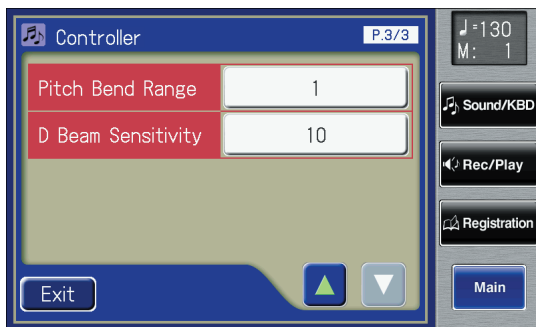 Controller P.3/3
Pitch Bend Range 1
D Beam Sensitivity 10
Exit
♩=130
M: 1
Sound/KBD
Rec/Play
Registration
Main